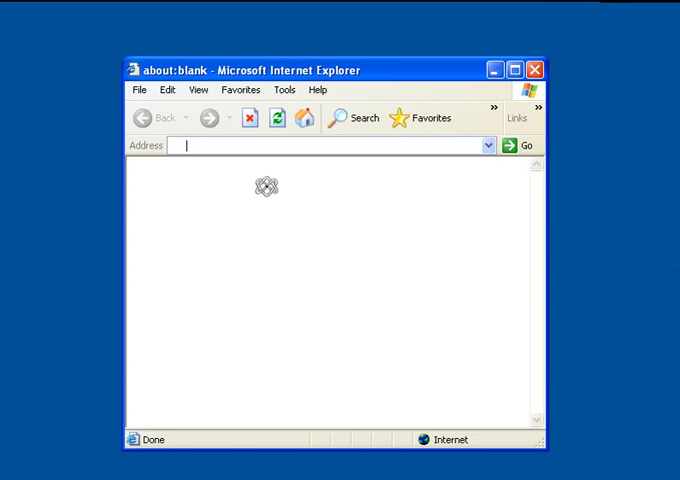 about:blank - Microsoft Internet Explorer
File Edit View Favorites Tools Help
Back Search Favorites » Links »
Address Go
Done Internet